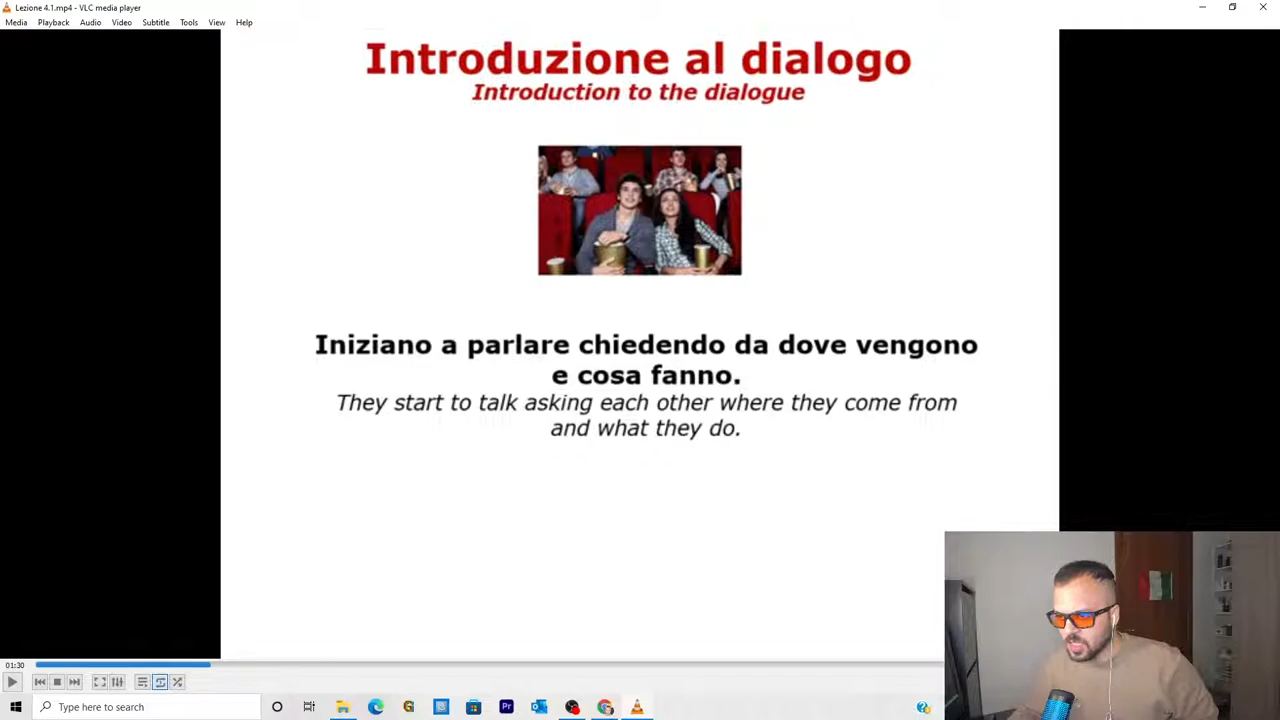 Lezione 4.1.mp4 - VLC media player
Media Playback Audio Video Subtitle Tools View Help
Introduzione al dialogo
Introduction to the dialogue
Iniziano a parlare chiedendo da dove vengono
e cosa fanno.
They start to talk asking each other where they come from
and what they do.
01:30
Type here to search
Pr